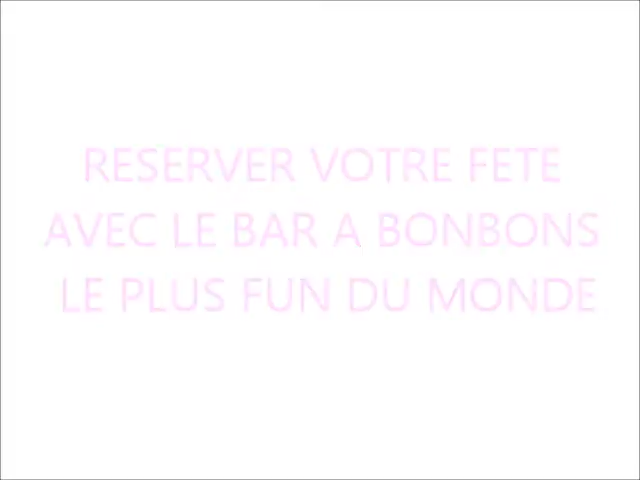 RESERVER VOTRE FETE
AVEC LE BAR A BONBONS
LE PLUS FUN DU MONDE